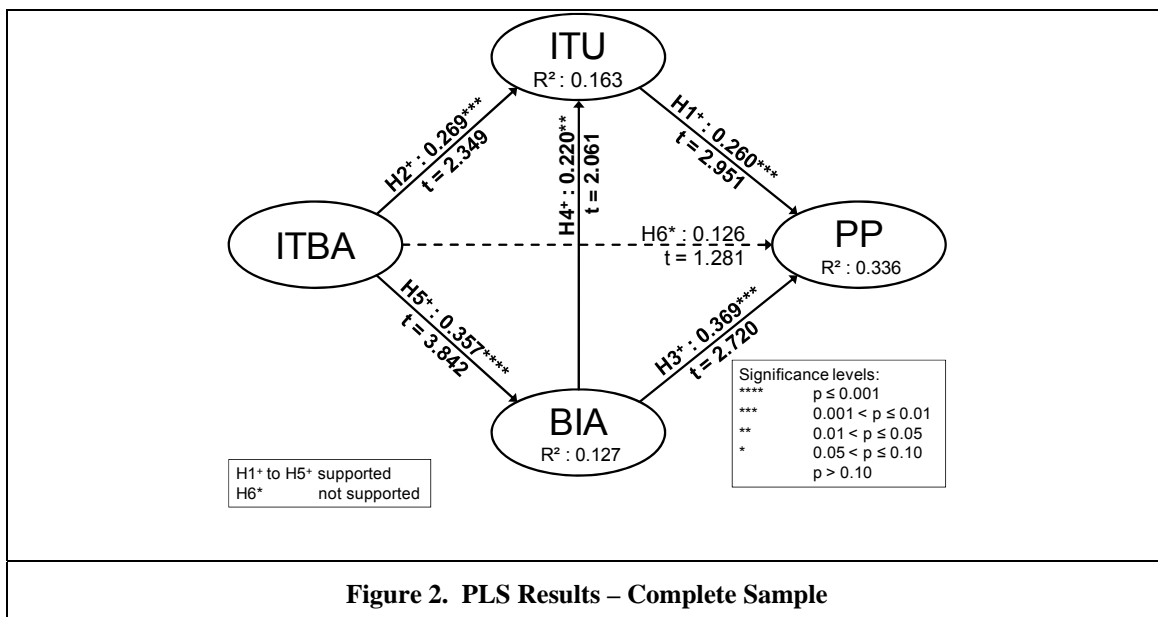 ITU
R² : 0.163
H2⁺ : 0.269***
t = 2.349
H4⁺ : 0.220**
t = 2.061
H1⁺ : 0.260***
t = 2.951
ITBA
H6* : 0.126
t = 1.281
PP
R² : 0.336
H5⁺ : 0.357****
t = 3.842
H3⁺ : 0.369***
t = 2.720
BIA
R² : 0.127
H1⁺ to H5⁺ supported
H6* not supported
Significance levels:
**** p ≤ 0.001
*** 0.001 < p ≤ 0.01
** 0.01 < p ≤ 0.05
* 0.05 < p ≤ 0.10
p > 0.10
Figure 2. PLS Results – Complete Sample